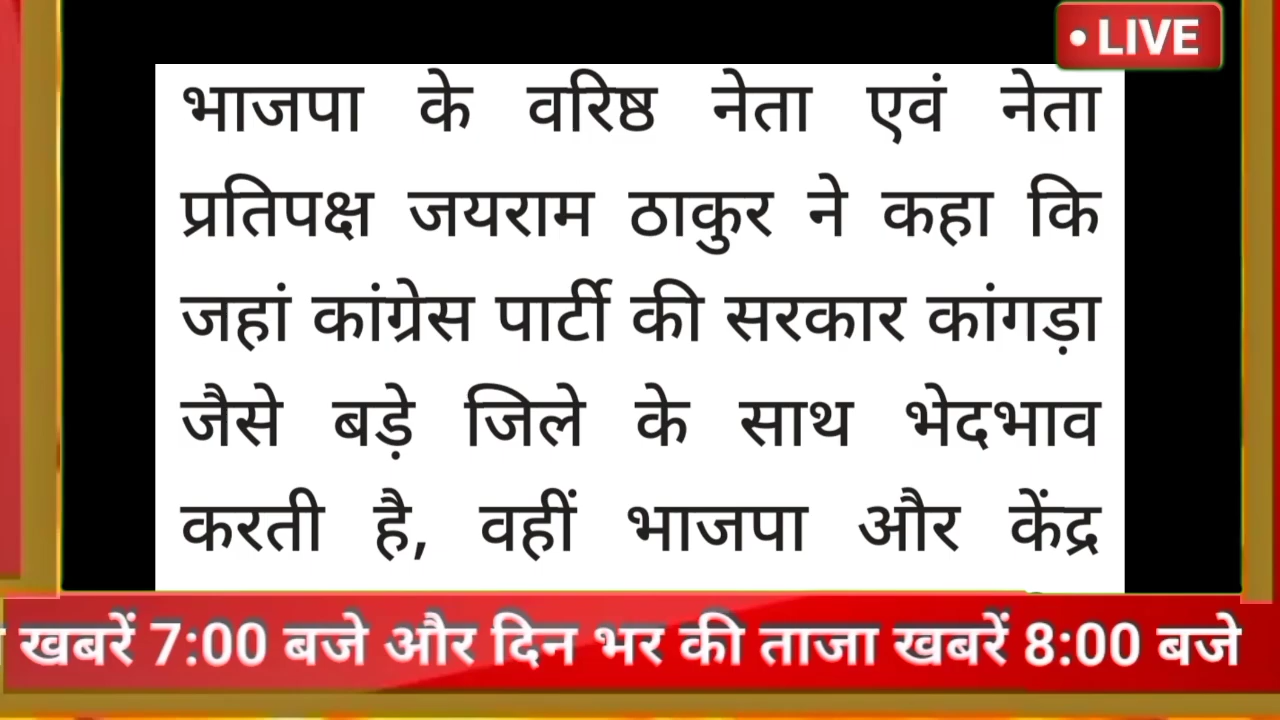 • LIVE
भाजपा के वरिष्ठ नेता एवं नेता
प्रतिपक्ष जयराम ठाकुर ने कहा कि
जहां कांग्रेस पार्टी की सरकार कांगड़ा
जैसे बड़े जिले के साथ भेदभाव
करती है, वहीं भाजपा और केंद्र
खबरें 7:00 बजे और दिन भर की ताजा खबरें 8:00 बजे